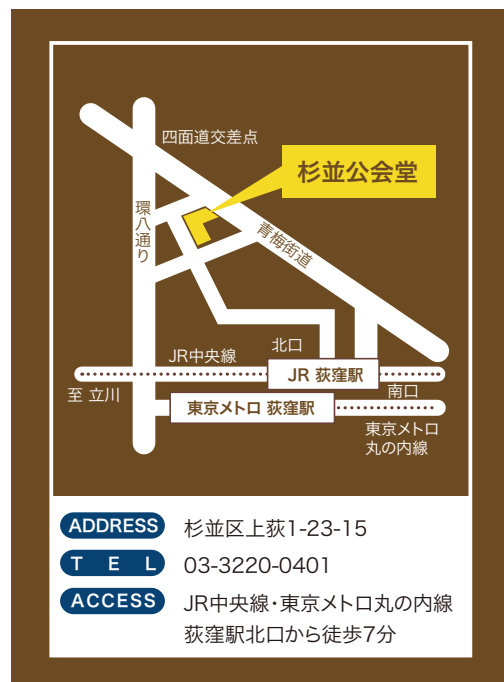 四面道交差点
杉並公会堂
環八通り
青梅街道
北口
JR中央線
JR 荻窪駅
至 立川
南口
東京メトロ 荻窪駅
東京メトロ
丸の内線
ADDRESS 杉並区上荻1-23-15
TEL 03-3220-0401
ACCESS JR中央線・東京メトロ丸の内線
荻窪駅北口から徒歩7分